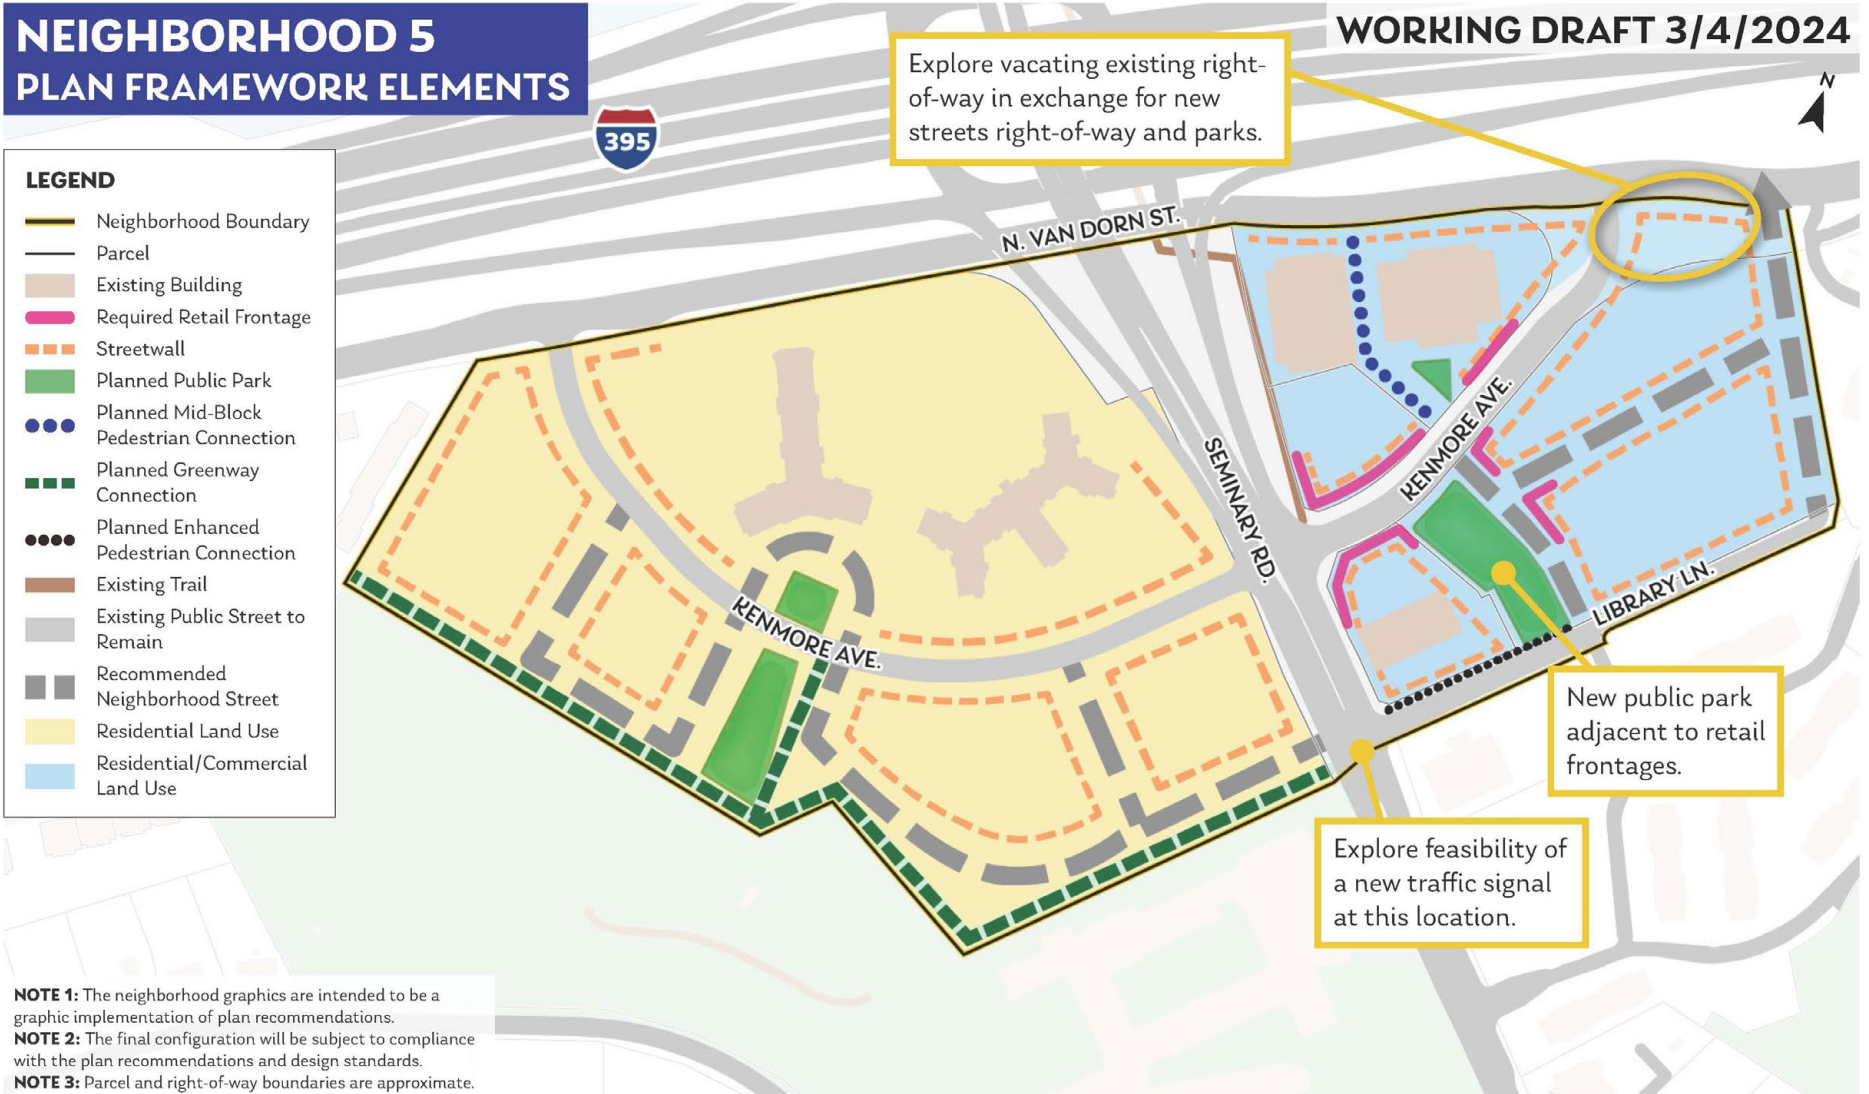 NEIGHBORHOOD 5
PLAN FRAMEWORK ELEMENTS
WORKING DRAFT 3/4/2024
N
395
Explore vacating existing right-
of-way in exchange for new
streets right-of-way and parks.
LEGEND
Neighborhood Boundary
Parcel
Existing Building
Required Retail Frontage
Streetwall
Planned Public Park
Planned Mid-Block
Pedestrian Connection
Planned Greenway
Connection
Planned Enhanced
Pedestrian Connection
Existing Trail
Existing Public Street to
Remain
Recommended
Neighborhood Street
Residential Land Use
Residential/Commercial
Land Use
N. VAN DORN ST.
SEMINARY RD.
KENMORE AVE.
KENMORE AVE.
LIBRARY LN.
New public park
adjacent to retail
frontages.
Explore feasibility of
a new traffic signal
at this location.
NOTE 1: The neighborhood graphics are intended to be a
graphic implementation of plan recommendations.
NOTE 2: The final configuration will be subject to compliance
with the plan recommendations and design standards.
NOTE 3: Parcel and right-of-way boundaries are approximate.